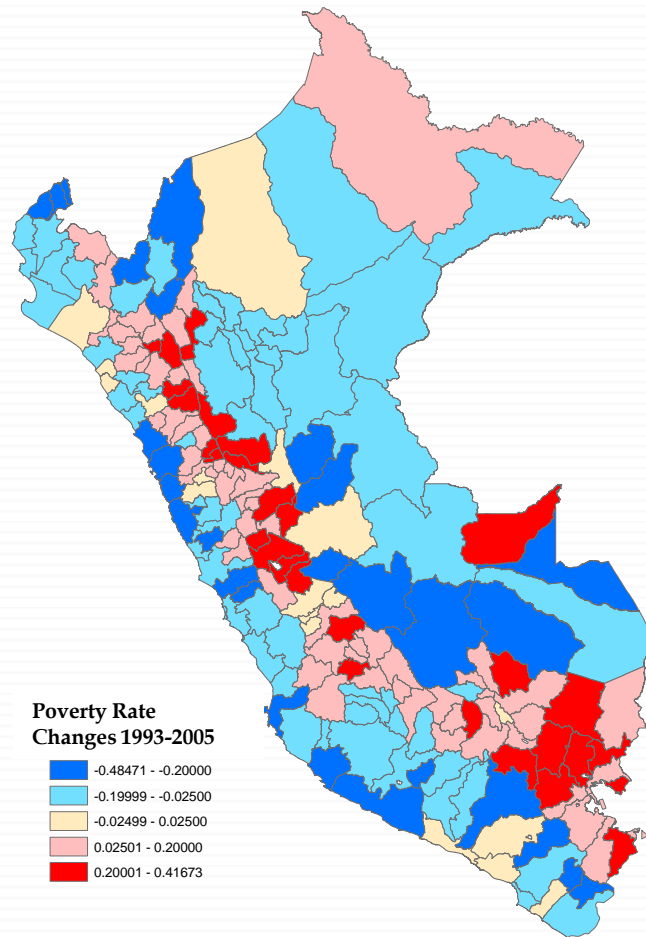 Poverty Rate
Changes 1993-2005
-0.48471 - -0.20000
-0.19999 - -0.02500
-0.02499 - 0.02500
0.02501 - 0.20000
0.20001 - 0.41673